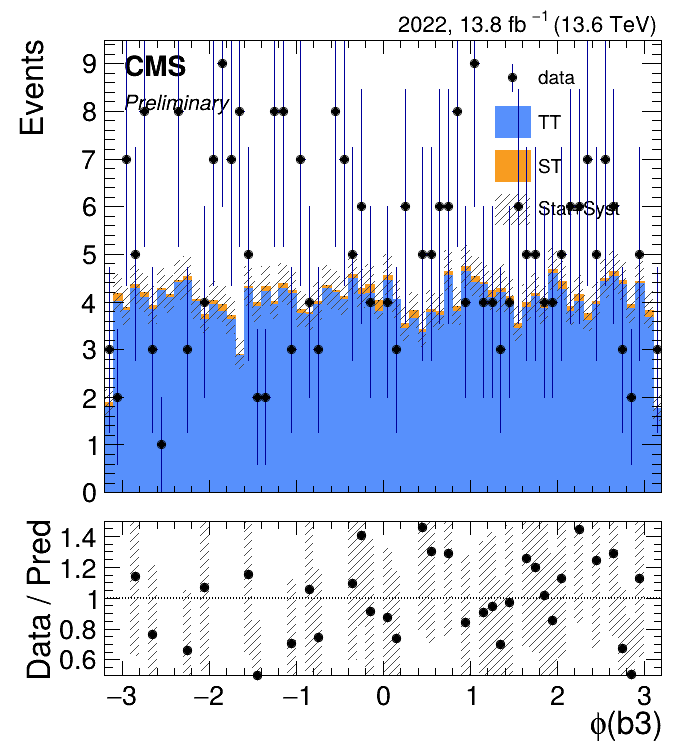 2022, 13.8 fb⁻¹ (13.6 TeV)
CMS
Preliminary
data
TT
ST
Stat+Syst
Events
9
8
7
6
5
4
3
2
1
0
Data / Pred
1.4
1.2
1
0.8
0.6
−3 −2 −1 0 1 2 3
ϕ(b3)